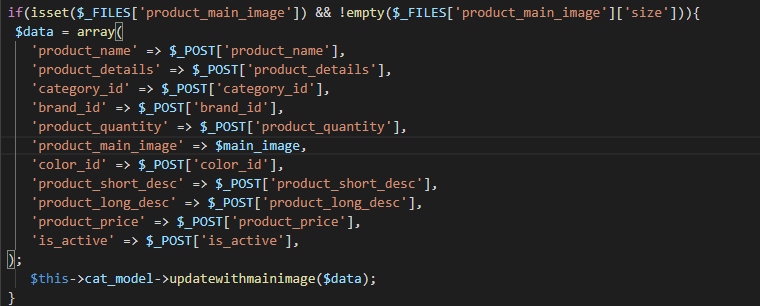 if(isset($_FILES['product_main_image']) && !empty($_FILES['product_main_image']['size'])){
$data = array(
'product_name' => $_POST['product_name'],
'product_details' => $_POST['product_details'],
'category_id' => $_POST['category_id'],
'brand_id' => $_POST['brand_id'],
'product_quantity' => $_POST['product_quantity'],
'product_main_image' => $main_image,
'color_id' => $_POST['color_id'],
'product_short_desc' => $_POST['product_short_desc'],
'product_long_desc' => $_POST['product_long_desc'],
'product_price' => $_POST['product_price'],
'is_active' => $_POST['is_active'],
);
$this->cat_model->updatewithmainimage($data);
}